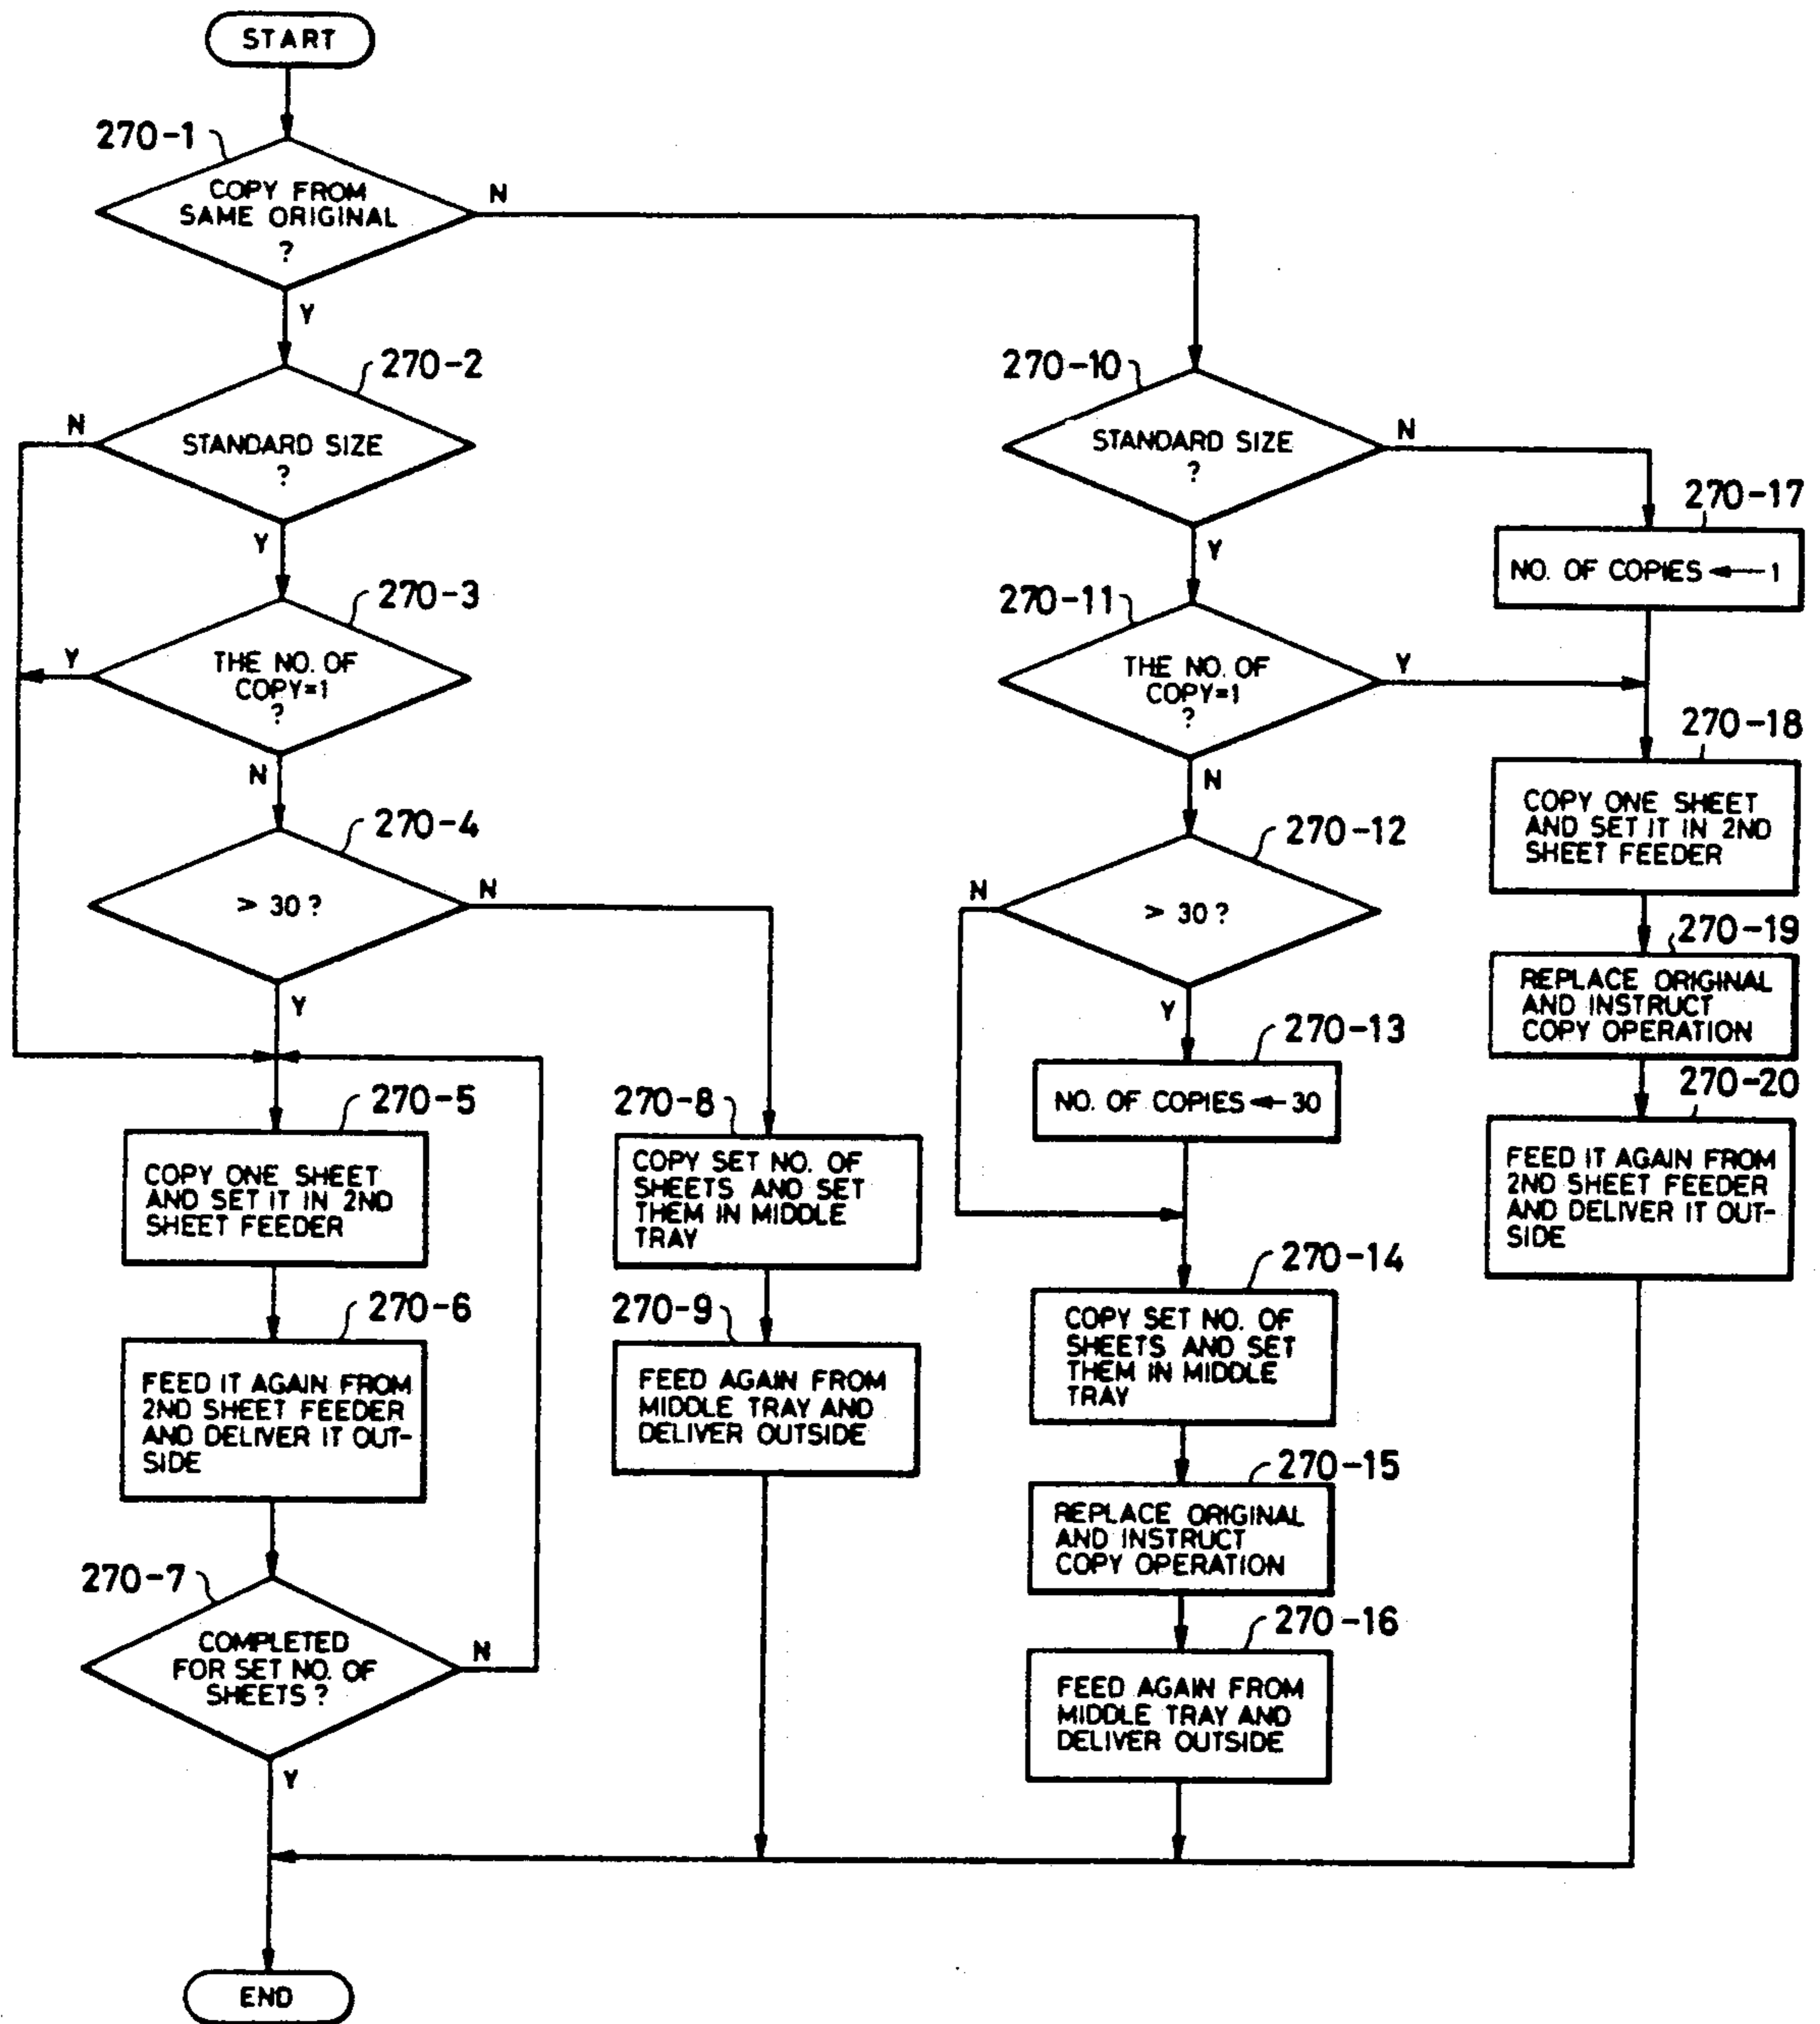 START
270-1
COPY FROM
SAME ORIGINAL
?
N
Y
270-2
STANDARD SIZE
?
N
Y
270-3
THE NO. OF
COPY=1
?
Y
N
270-4
> 30 ?
N
Y
270-5
COPY ONE SHEET
AND SET IT IN 2ND
SHEET FEEDER
270-6
FEED IT AGAIN FROM
2ND SHEET FEEDER
AND DELIVER IT OUT-
SIDE
270-7
COMPLETED
FOR SET NO. OF
SHEETS ?
N
Y
END
270-8
COPY SET NO. OF
SHEETS AND SET
THEM IN MIDDLE
TRAY
270-9
FEED AGAIN FROM
MIDDLE TRAY AND
DELIVER OUTSIDE
270-10
STANDARD SIZE
?
N
Y
270-11
THE NO. OF
COPY=1
?
Y
N
270-12
> 30 ?
N
Y
270-13
NO. OF COPIES ← 30
270-14
COPY SET NO. OF
SHEETS AND SET
THEM IN MIDDLE
TRAY
270-15
REPLACE ORIGINAL
AND INSTRUCT
COPY OPERATION
270-16
FEED AGAIN FROM
MIDDLE TRAY AND
DELIVER OUTSIDE
270-17
NO. OF COPIES ← 1
270-18
COPY ONE SHEET
AND SET IT IN 2ND
SHEET FEEDER
270-19
REPLACE ORIGINAL
AND INSTRUCT
COPY OPERATION
270-20
FEED IT AGAIN FROM
2ND SHEET FEEDER
AND DELIVER IT OUT-
SIDE